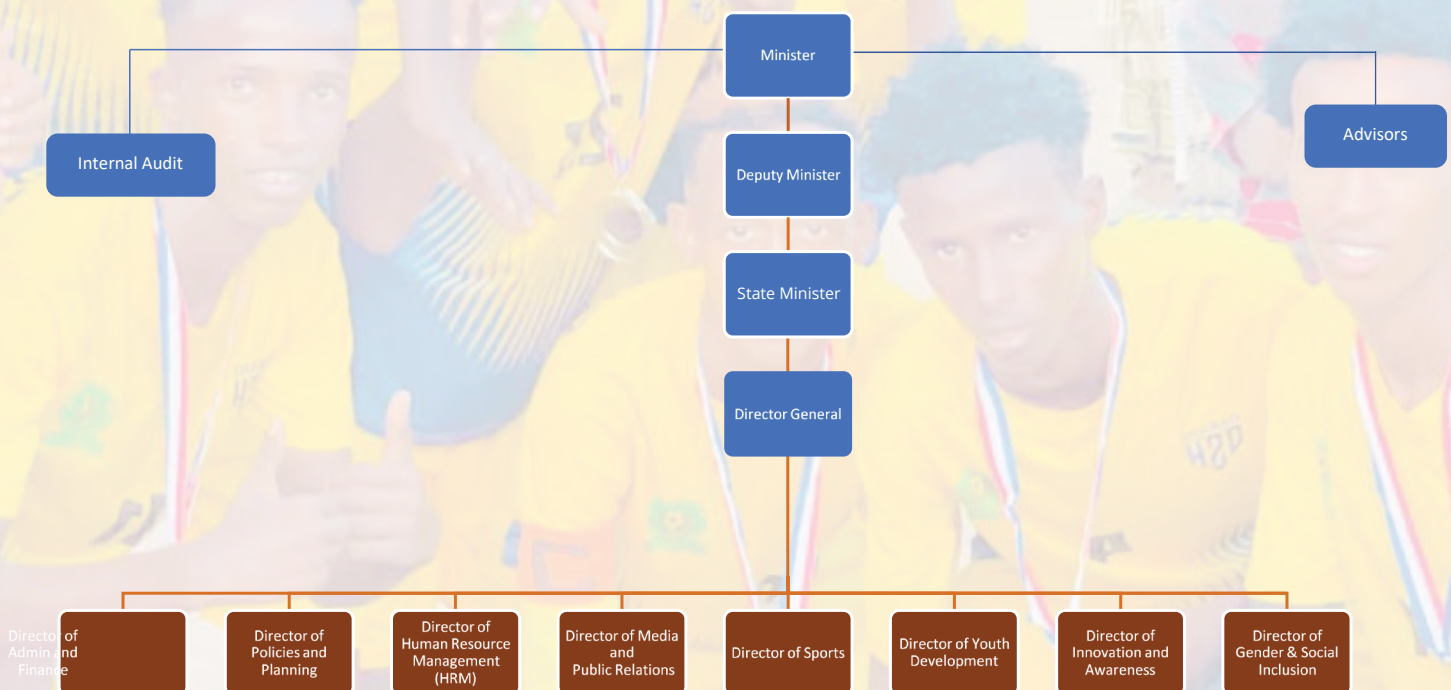 Minister
Internal Audit
Advisors
Deputy Minister
State Minister
Director General
Director of
Admin and
Finance
Director of
Policies and
Planning
Director of
Human Resource
Management
(HRM)
Director of Media
and
Public Relations
Director of Sports
Director of Youth
Development
Director of
Innovation and
Awareness
Director of
Gender & Social
Inclusion